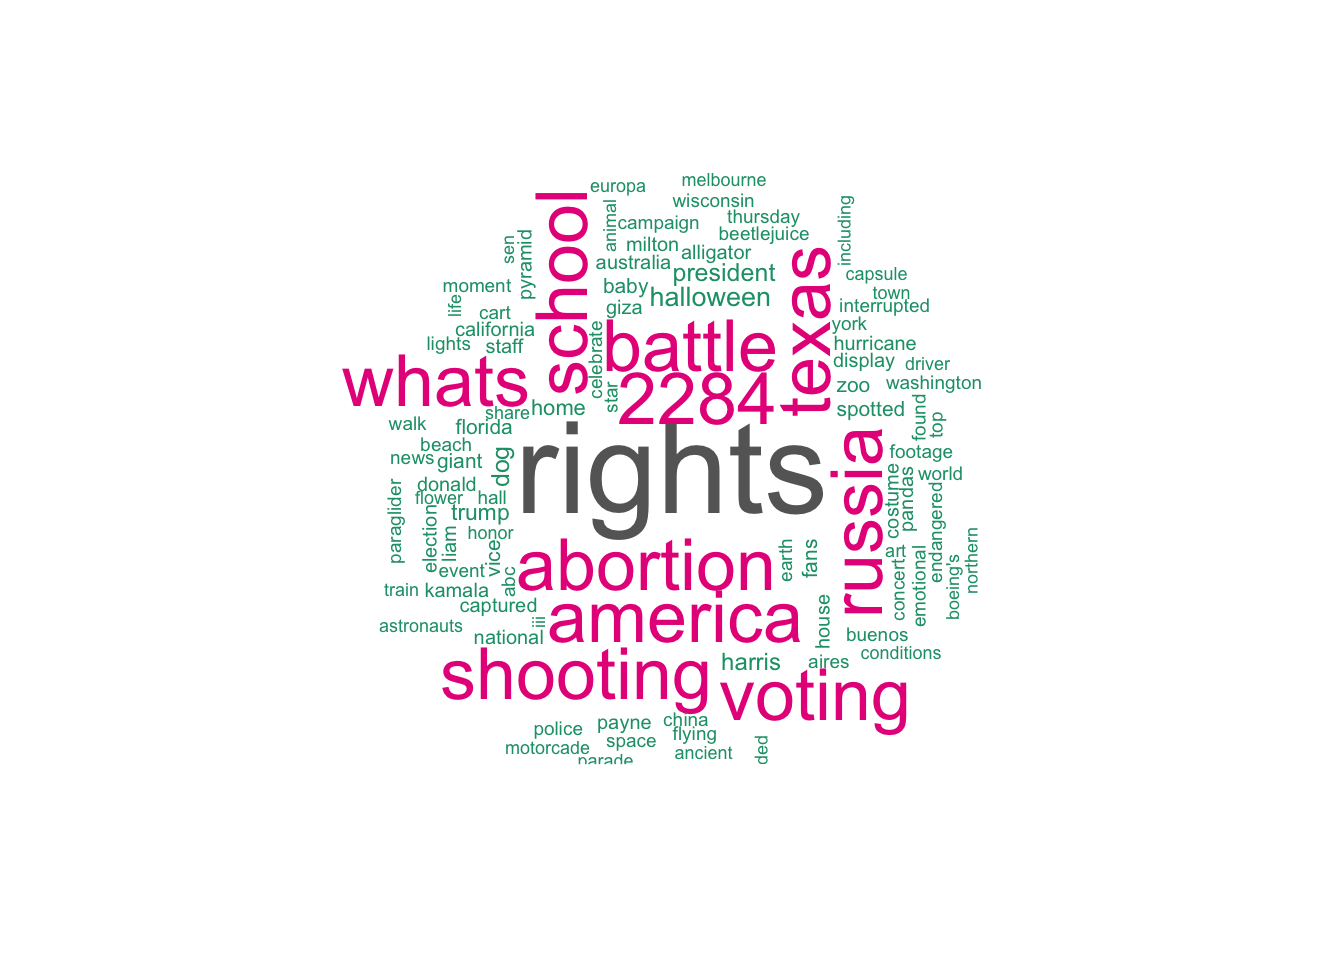 europa
melbourne
wisconsin
animal
campaign
thursday
including
school
milton
beetlejuice
sen
pyramid
australia
alligator
texas
president
capsule
moment
baby
halloween
town
life
cart
giza
interrupted
california
battle
york
lights
staff
celebrate
hurricane
display
driver
whats
star
2284
zoo
washington
share
home
spotted
walk
florida
rights
found
top
beach
news
giant
dog
russia
footage
donald
costume
pandas
world
flower
hall
paraglider
trump
endangered
election
liam
honor
vice
abortion
earth
fans
art
northern
event
abc
concert
emotional
boeing's
train
kamala
captured
america
house
astronauts
iii
national
buenos
shooting
harris
aires
conditions
voting
police
payne
china
flying
motorcade
space
ancient
ded
parade